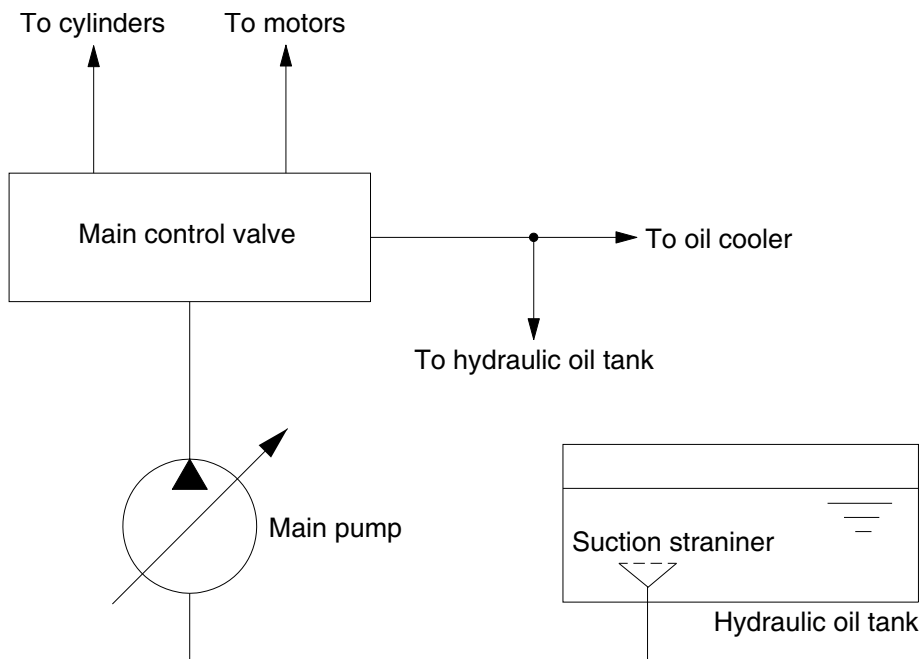 To cylinders
To motors
Main control valve
To oil cooler
To hydraulic oil tank
Main pump
Suction straniner
Hydraulic oil tank